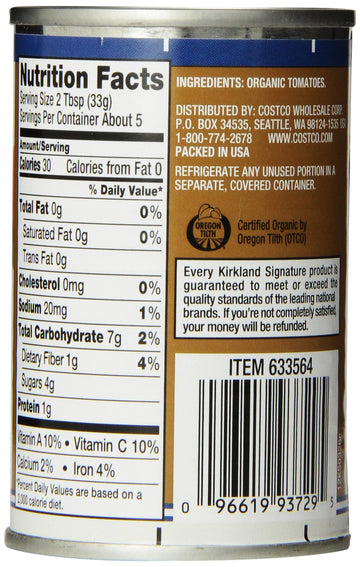 Nutrition Facts
Serving Size 2 Tbsp (33g)
Servings Per Container About 5
Amount/Serving
Calories 30 Calories from Fat 0
% Daily Value*
Total Fat 0g 0%
Saturated Fat 0g 0%
Trans Fat 0g
Cholesterol 0mg 0%
Sodium 20mg 1%
Total Carbohydrate 7g 2%
Dietary Fiber 1g 4%
Sugars 4g
Protein 1g
Vitamin A 10% • Vitamin C 10%
Calcium 2% • Iron 4%
*Percent Daily Values are based on a
2,000 calorie diet.
INGREDIENTS: ORGANIC TOMATOES.
DISTRIBUTED BY: COSTCO WHOLESALE CORP.
P.O. BOX 34535, SEATTLE, WA 98124-1535 USA
1-800-774-2678 WWW.COSTCO.COM
PACKED IN USA
REFRIGERATE ANY UNUSED PORTION IN A
SEPARATE, COVERED CONTAINER.
OREGON
TILTH
Certified Organic by
Oregon Tilth (OTCO)
Every Kirkland Signature product is
guaranteed to meet or exceed the
quality standards of the leading national
brands. If you're not completely satisfied,
your money will be refunded.
ITEM 633564
0 96619 93729 5